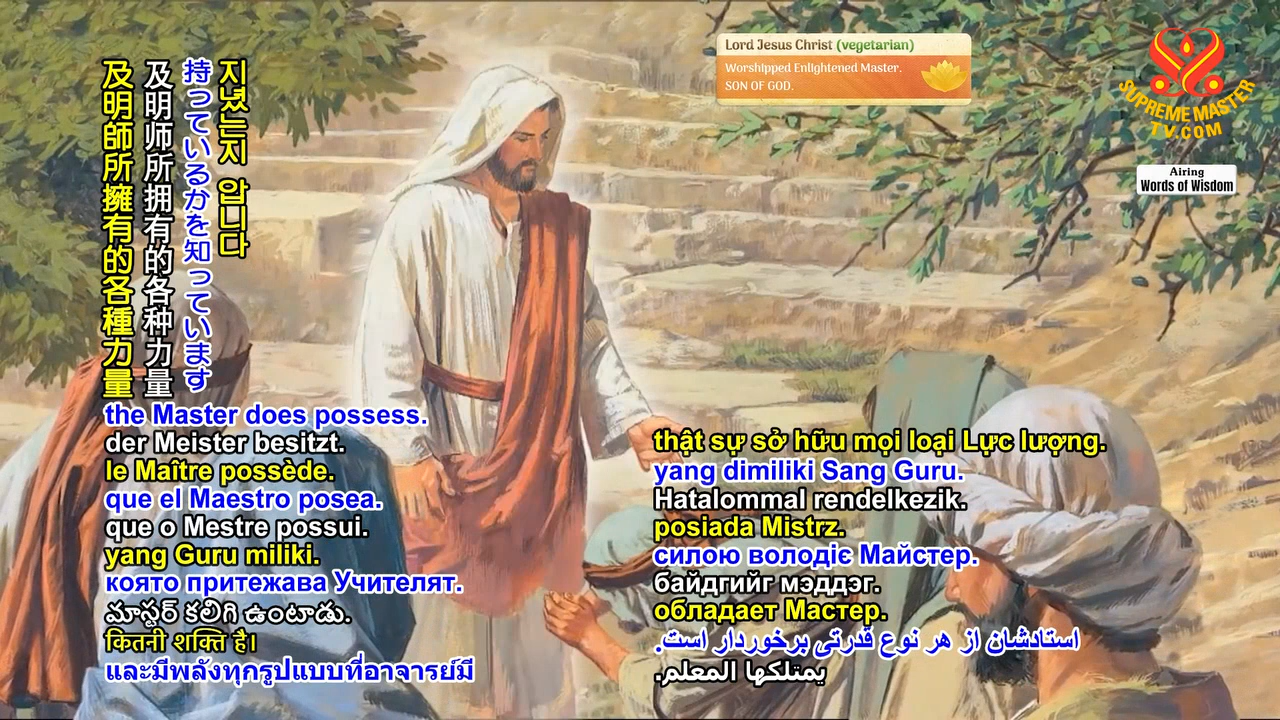 Lord Jesus Christ (vegetarian)
Worshipped Enlightened Master.
SON OF GOD.
SUPREME MASTER
TV.COM
Airing
Words of Wisdom
지녔는지 압니다
持っているかを知っています
及明师所拥有的各种力量
及明師所擁有的各種力量
the Master does possess.
der Meister besitzt.
le Maître possède.
que el Maestro posea.
que o Mestre possui.
yang Guru miliki.
която притежава Учителят.
మాస్టర్ కలిగి ఉంటాడు.
कितनी शक्ति है।
และมีพลังทุกรูปแบบที่อาจารย์มี
thật sự sở hữu mọi loại Lực lượng.
yang dimiliki Sang Guru.
Hatalommal rendelkezik.
posiada Mistrz.
силою володіє Майстер.
байдгийг мэддэг.
обладает Мастер.
استادشان از هر نوع قدرتی برخوردار است.
يمتلكها المعلم.